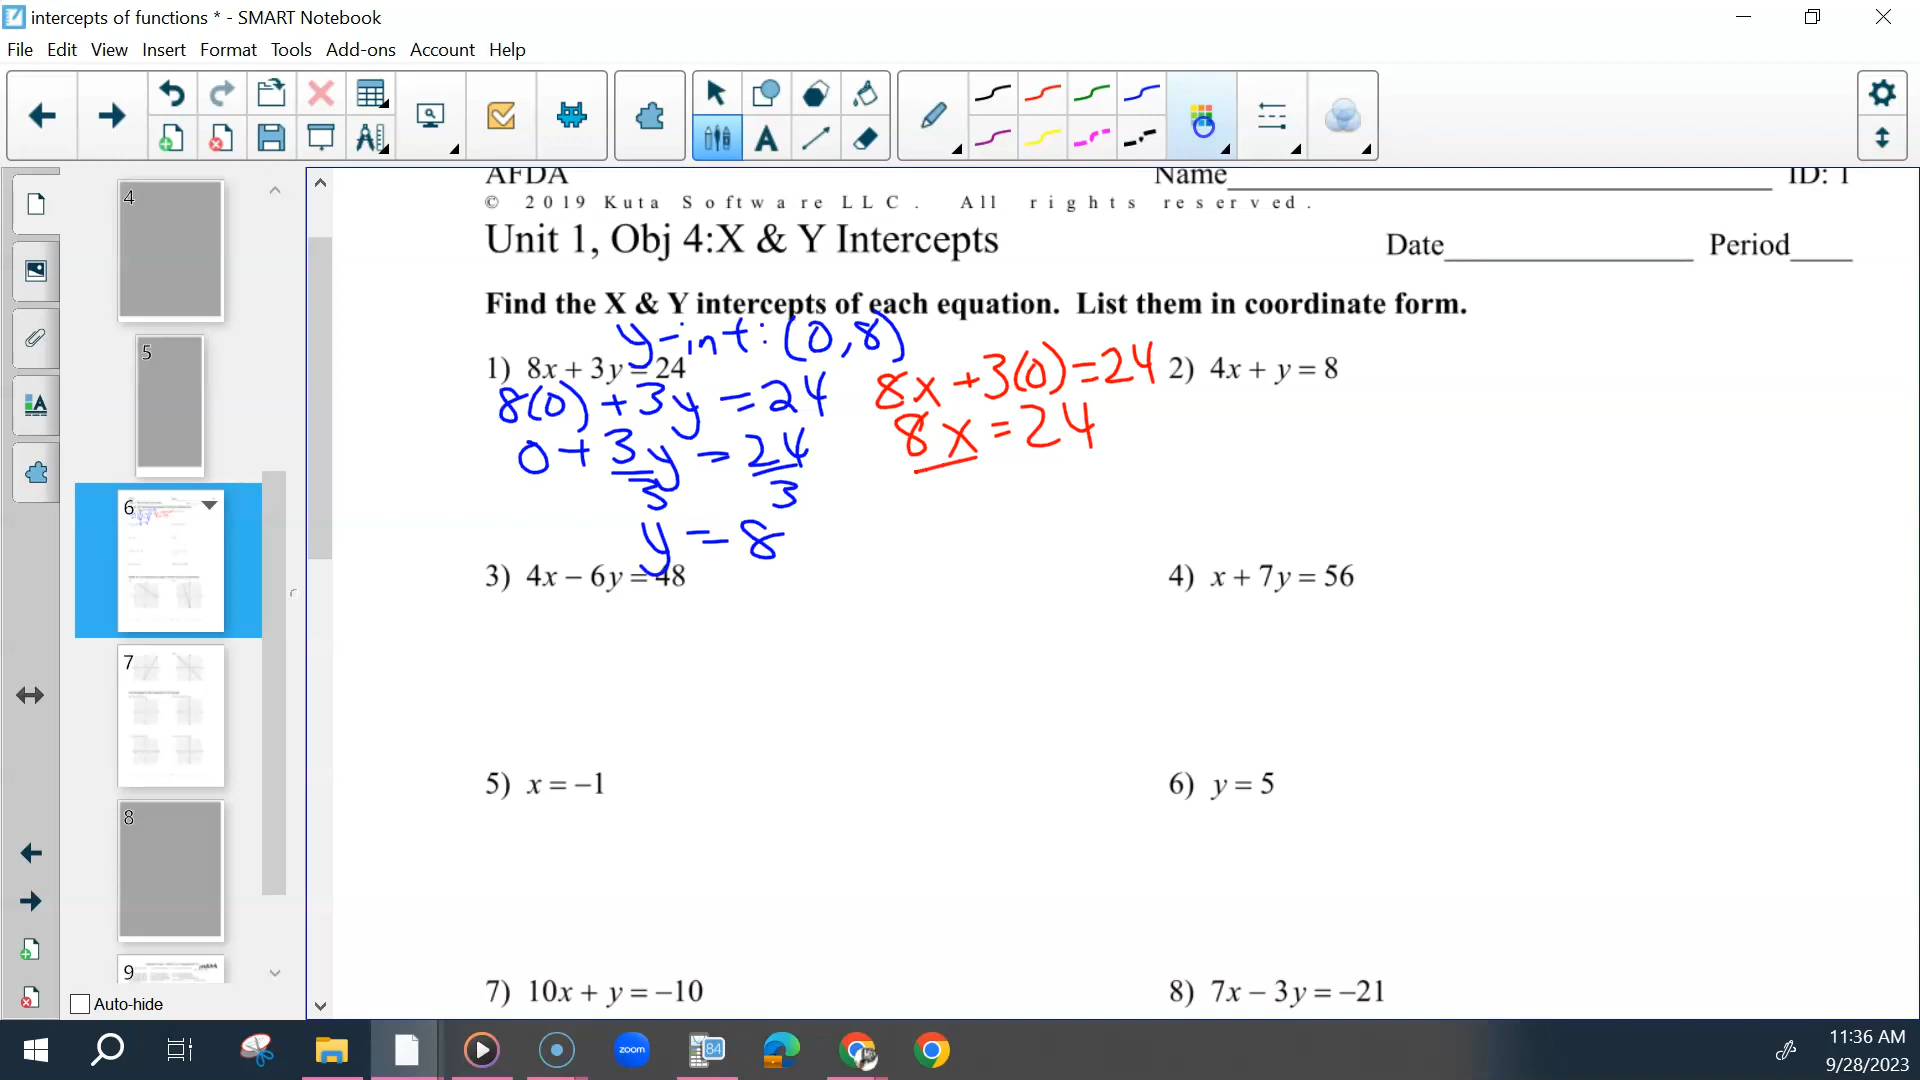 intercepts of functions * - SMART Notebook
File Edit View Insert Format Tools Add-ons Account Help
4
5
6
7
8
9
Auto-hide
AFDA Name ID: 1
© 2019 Kuta Software LLC. All rights reserved.
Unit 1, Obj 4:X & Y Intercepts Date Period
Find the X & Y intercepts of each equation. List them in coordinate form.
y-int: (0,8)
1) 8x + 3y = 24
8(0) + 3y = 24
0 + 3y = 24
3 3
y = 8
8x + 3(0) = 24
8x = 24
2) 4x + y = 8
3) 4x − 6y = 48
4) x + 7y = 56
5) x = −1
6) y = 5
7) 10x + y = −10
8) 7x − 3y = −21
zoom
84
11:36 AM
9/28/2023